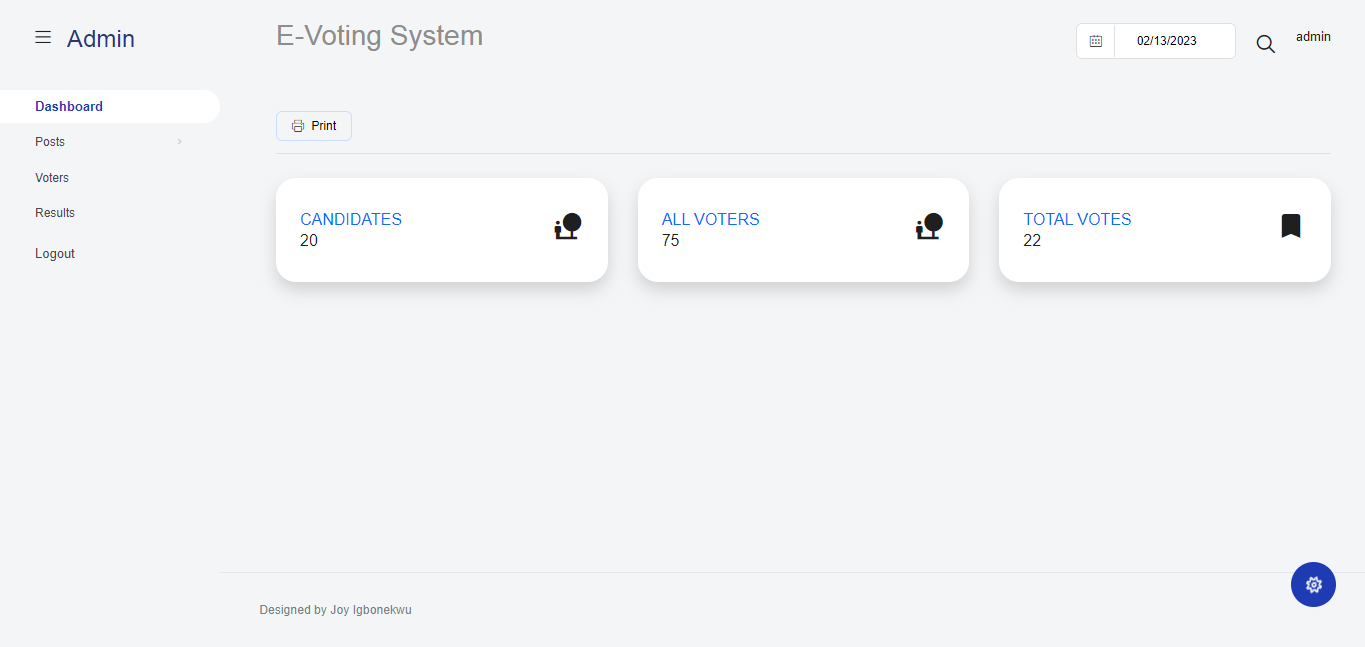 Admin
E-Voting System
02/13/2023
admin
Dashboard
Posts
Voters
Results
Logout
Print
CANDIDATES
20
ALL VOTERS
75
TOTAL VOTES
22
Designed by Joy Igbonekwu